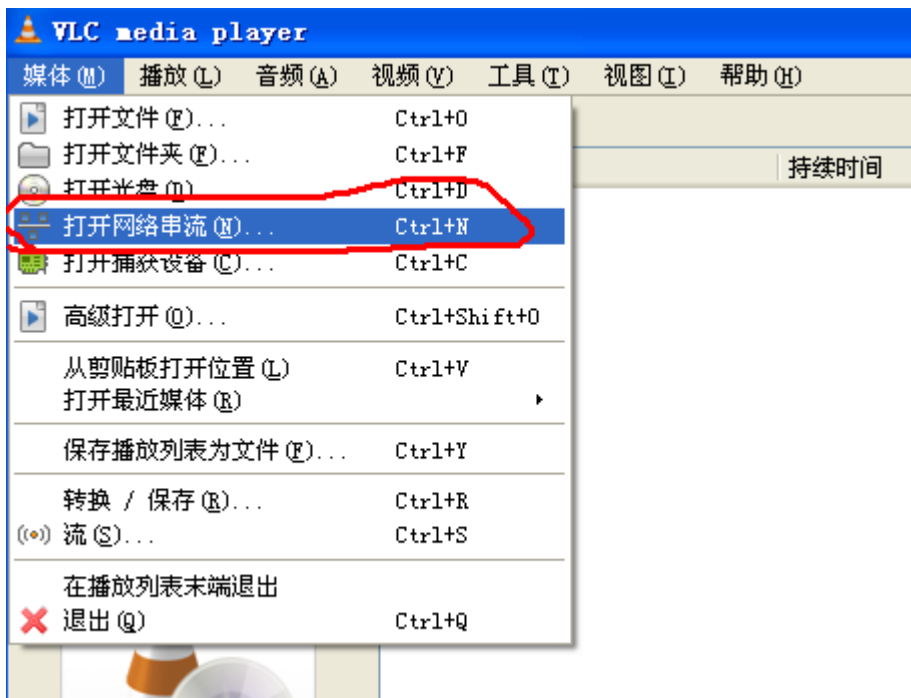 VLC media player
媒体(M) 播放(L) 音频(A) 视频(V) 工具(T) 视图(I) 帮助(H)
打开文件(F)... Ctrl+O
打开文件夹(F)... Ctrl+F
持续时间
打开光盘(D) Ctrl+D
打开网络串流(N)... Ctrl+N
打开捕获设备(C)... Ctrl+C
高级打开(O)... Ctrl+Shift+O
从剪贴板打开位置(L) Ctrl+V
打开最近媒体(R)
保存播放列表为文件(F)... Ctrl+Y
转换 / 保存(R)... Ctrl+R
流(S)... Ctrl+S
在播放列表末端退出
退出(Q) Ctrl+Q